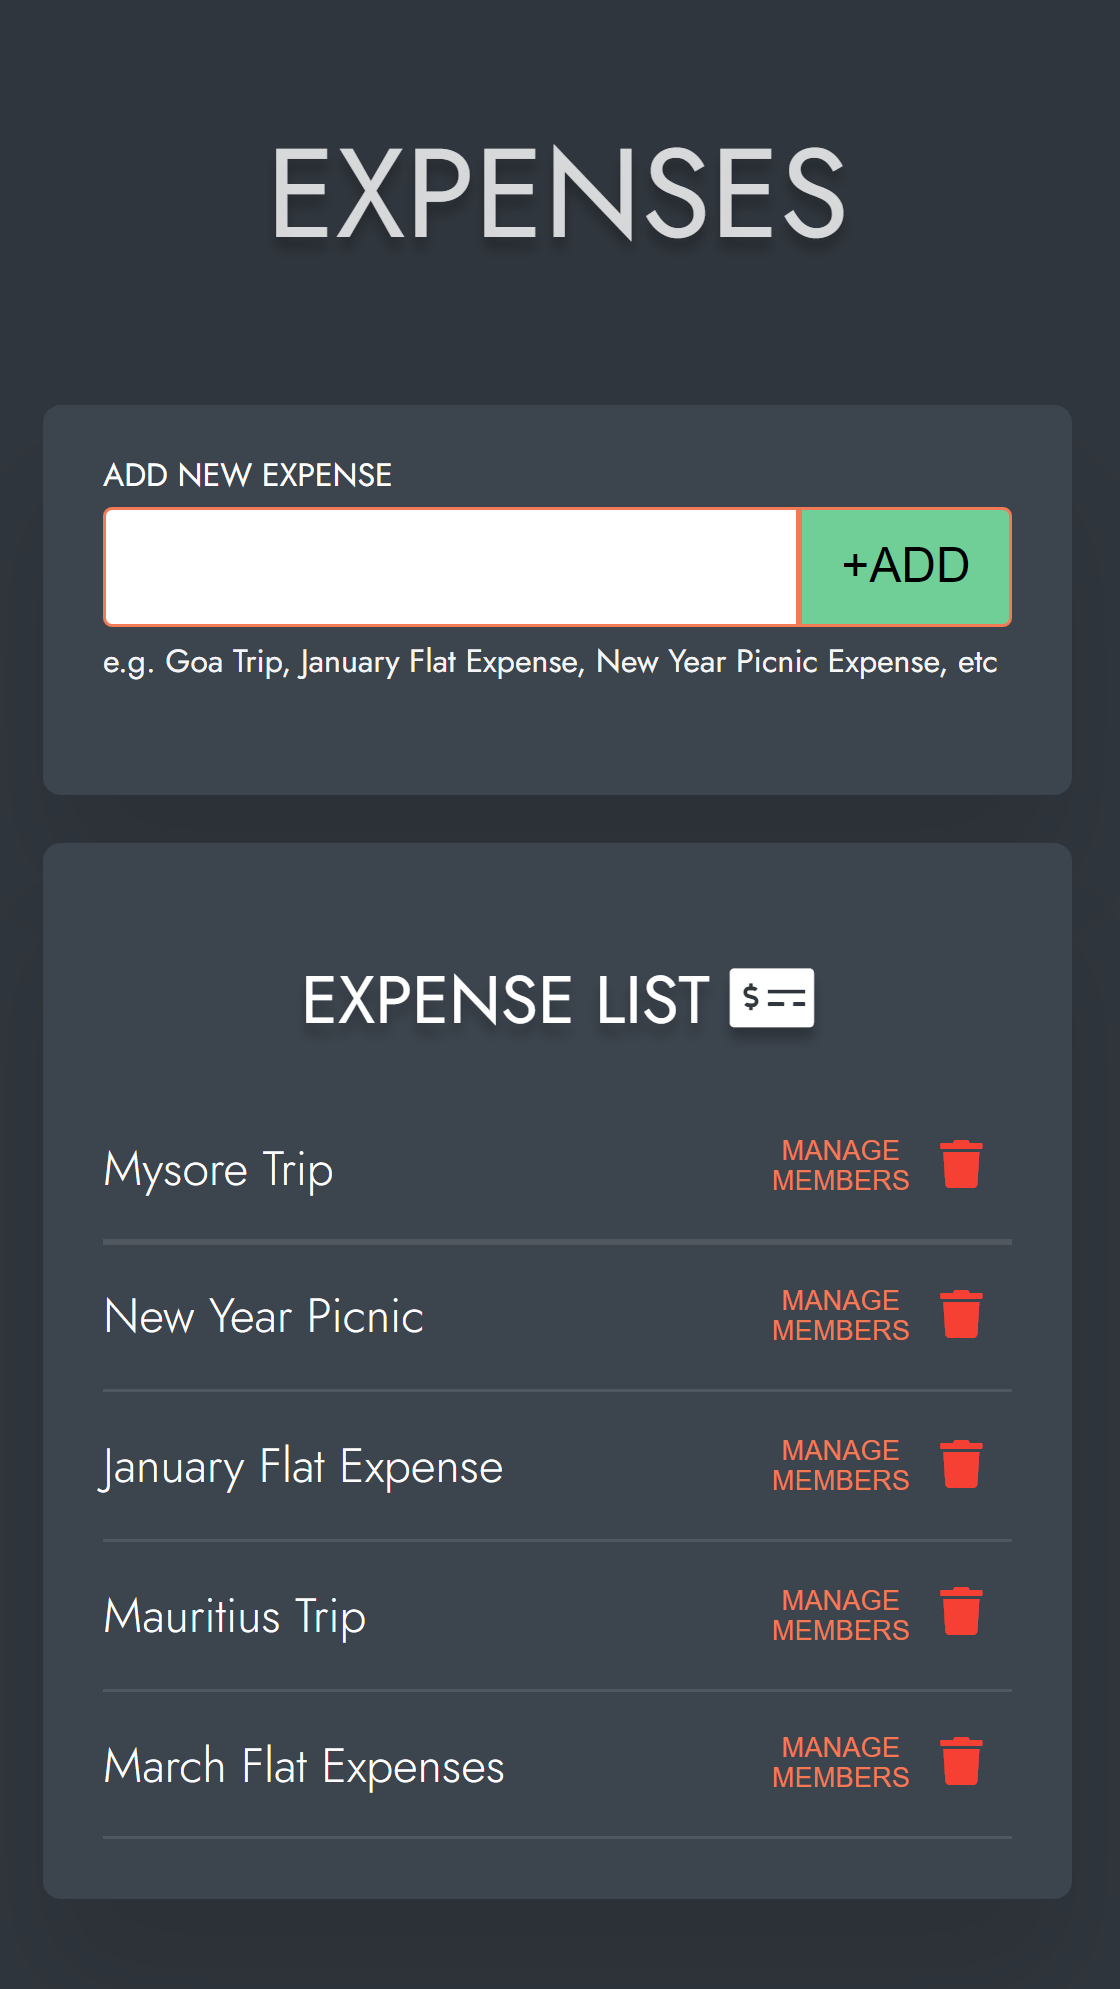 EXPENSES
ADD NEW EXPENSE
+ADD
e.g. Goa Trip, January Flat Expense, New Year Picnic Expense, etc
EXPENSE LIST $
Mysore Trip
MANAGE
MEMBERS
New Year Picnic
MANAGE
MEMBERS
January Flat Expense
MANAGE
MEMBERS
Mauritius Trip
MANAGE
MEMBERS
March Flat Expenses
MANAGE
MEMBERS